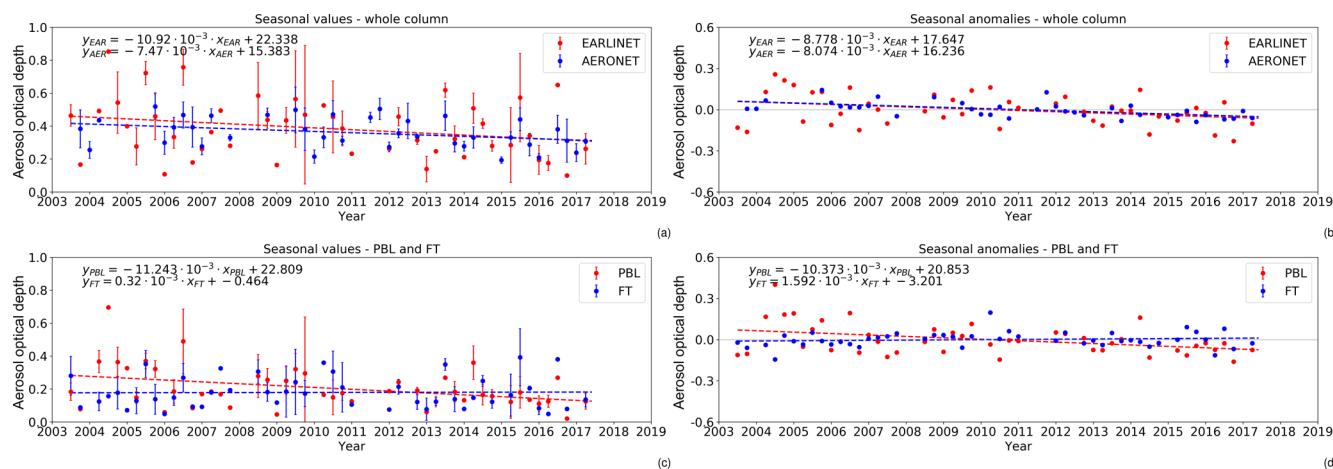 Seasonal values - whole column
y_EAR = −10.92 · 10⁻³ · x_EAR + 22.338
y_AER = −7.47 · 10⁻³ · x_AER + 15.383
EARLINET
AERONET
Aerosol optical depth
1.0
0.8
0.6
0.4
0.2
0.0
2003 2004 2005 2006 2007 2008 2009 2010 2011 2012 2013 2014 2015 2016 2017 2018 2019
Year
(a)
Seasonal anomalies - whole column
y_EAR = −8.778 · 10⁻³ · x_EAR + 17.647
y_AER = −8.074 · 10⁻³ · x_AER + 16.236
EARLINET
AERONET
Aerosol optical depth
0.6
0.3
0.0
−0.3
−0.6
2003 2004 2005 2006 2007 2008 2009 2010 2011 2012 2013 2014 2015 2016 2017 2018 2019
Year
(b)
Seasonal values - PBL and FT
y_PBL = −11.243 · 10⁻³ · x_PBL + 22.809
y_FT = 0.32 · 10⁻³ · x_FT + −0.464
PBL
FT
Aerosol optical depth
1.0
0.8
0.6
0.4
0.2
0.0
2003 2004 2005 2006 2007 2008 2009 2010 2011 2012 2013 2014 2015 2016 2017 2018 2019
Year
(c)
Seasonal anomalies - PBL and FT
y_PBL = −10.373 · 10⁻³ · x_PBL + 20.853
y_FT = 1.592 · 10⁻³ · x_FT + −3.201
PBL
FT
Aerosol optical depth
0.6
0.3
0.0
−0.3
−0.6
2003 2004 2005 2006 2007 2008 2009 2010 2011 2012 2013 2014 2015 2016 2017 2018 2019
Year
(d)